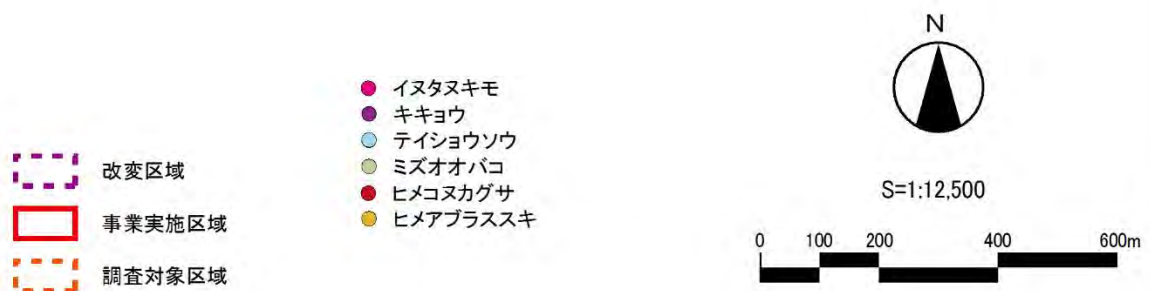 改変区域
事業実施区域
調査対象区域
イヌタヌキモ
キキョウ
テイショウソウ
ミズオオバコ
ヒメコヌカグサ
ヒメアブラススキ
N
S=1:12,500
0 100 200 400 600m